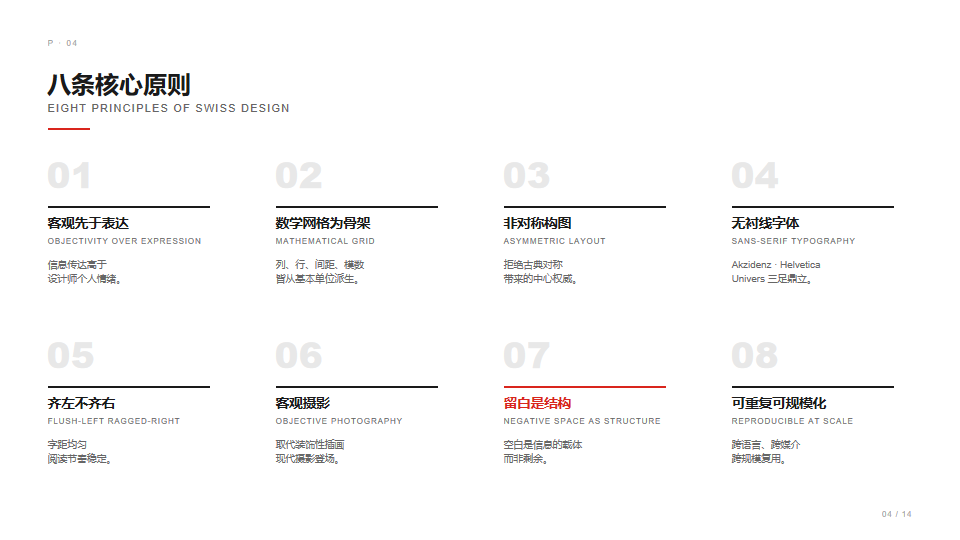 P · 04
八条核心原则
EIGHT PRINCIPLES OF SWISS DESIGN
01
客观先于表达
OBJECTIVITY OVER EXPRESSION
信息传达高于
设计师个人情绪。
02
数学网格为骨架
MATHEMATICAL GRID
列、行、间距、模数
皆从基本单位派生。
03
非对称构图
ASYMMETRIC LAYOUT
拒绝古典对称
带来的中心权威。
04
无衬线字体
SANS-SERIF TYPOGRAPHY
Akzidenz · Helvetica
Univers 三足鼎立。
05
齐左不齐右
FLUSH-LEFT RAGGED-RIGHT
字距均匀
阅读节奏稳定。
06
客观摄影
OBJECTIVE PHOTOGRAPHY
取代装饰性插画
现代摄影登场。
07
留白是结构
NEGATIVE SPACE AS STRUCTURE
空白是信息的载体
而非剩余。
08
可重复可规模化
REPRODUCIBLE AT SCALE
跨语言、跨媒介
跨规模复用。
04 / 14